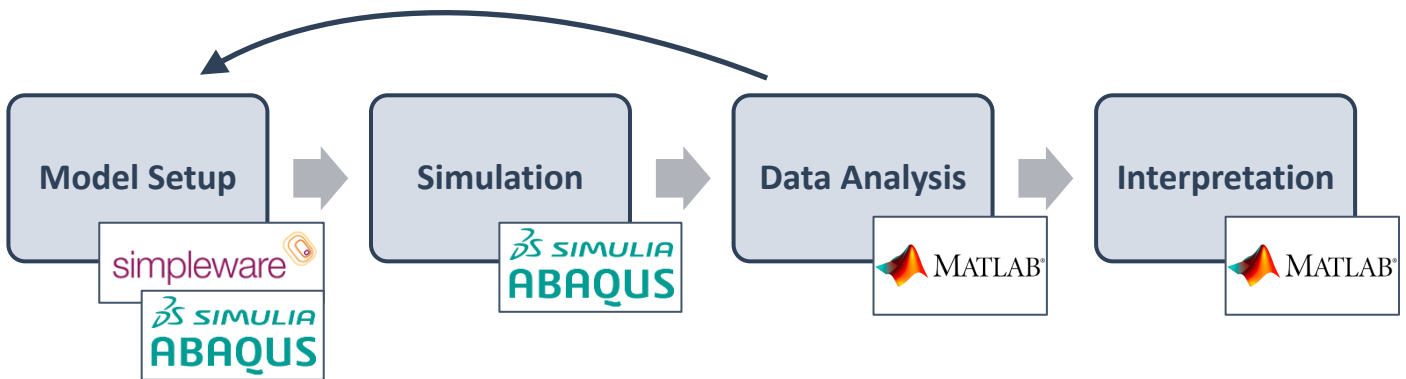 Model Setup
simpleware
SIMULIA
ABAQUS
Simulation
SIMULIA
ABAQUS
Data Analysis
MATLAB®
Interpretation
MATLAB®